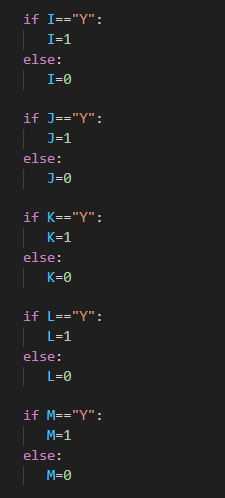 if I=="Y":
    I=1
else:
    I=0

if J=="Y":
    J=1
else:
    J=0

if K=="Y":
    K=1
else:
    K=0

if L=="Y":
    L=1
else:
    L=0

if M=="Y":
    M=1
else:
    M=0